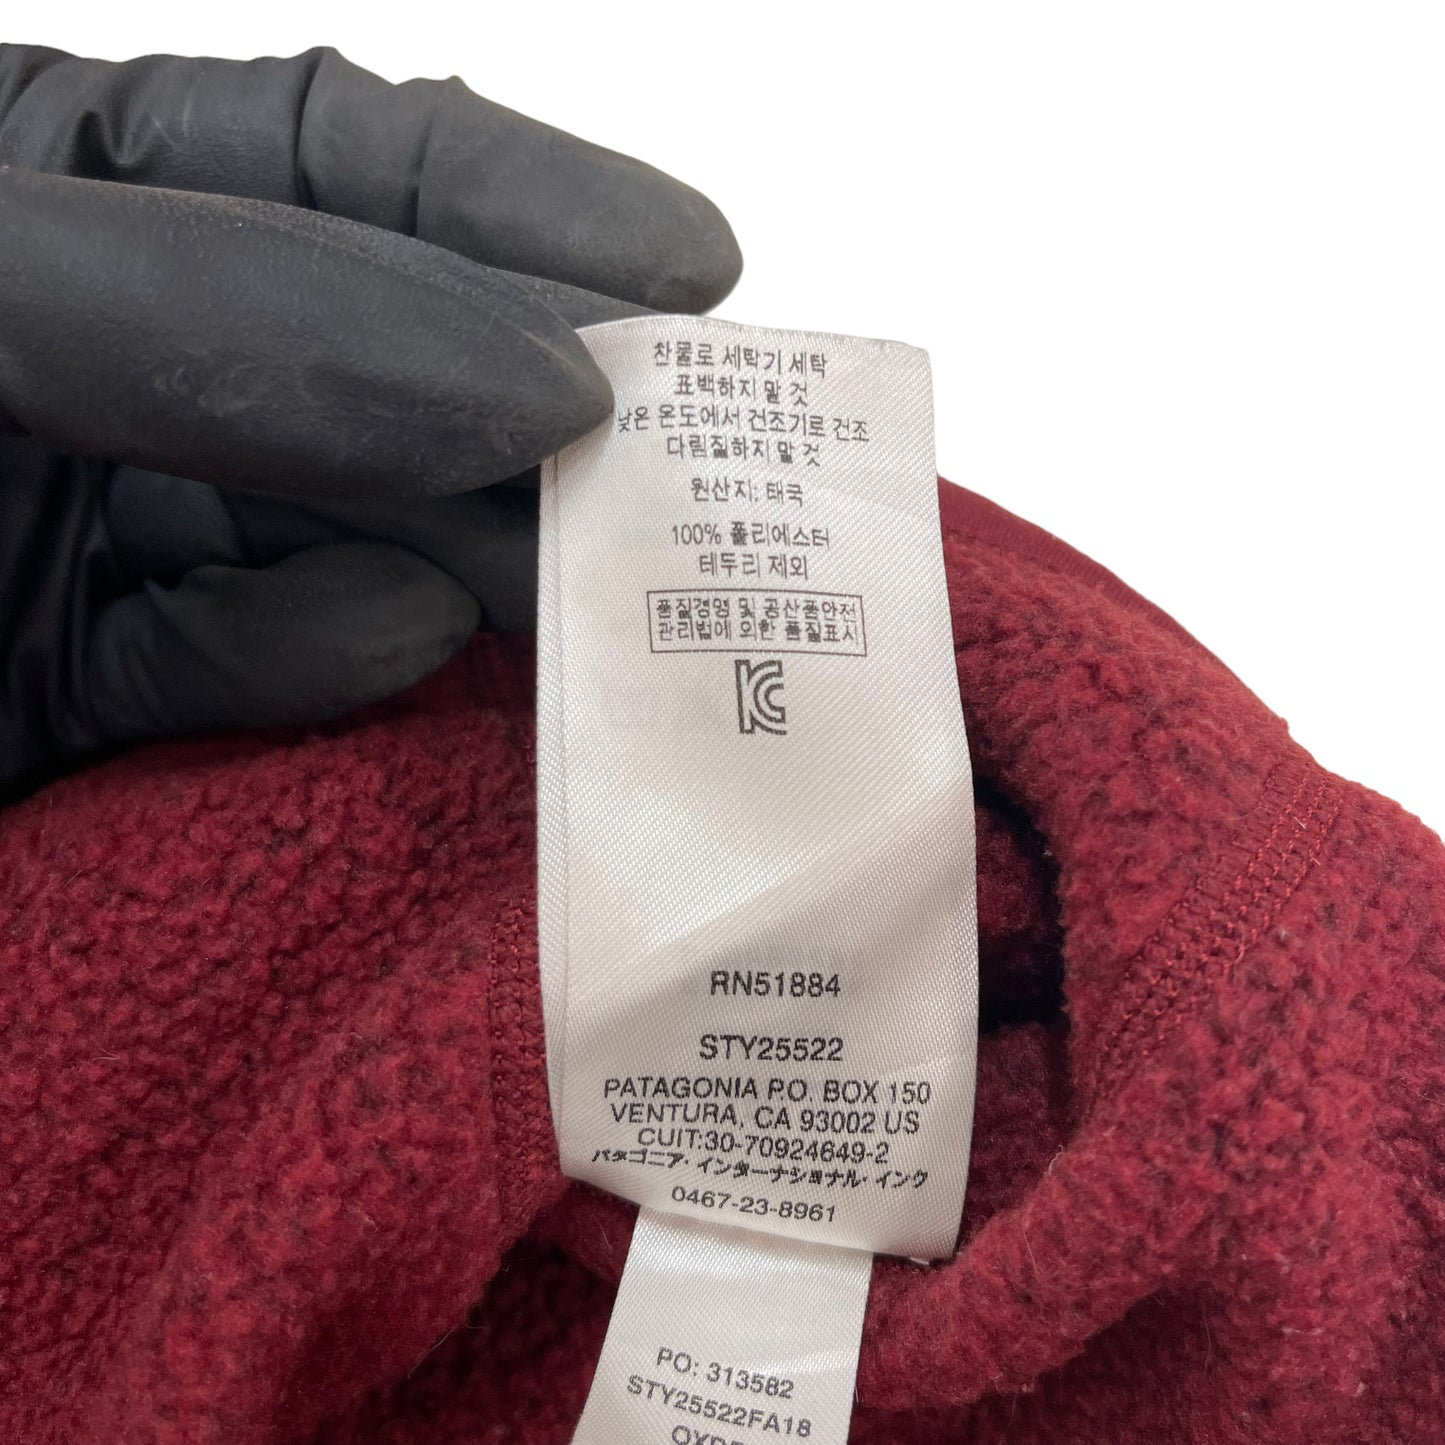 찬물로 세탁기 세탁
표백하지 말 것
낮은 온도에서 건조기로 건조
다림질하지 말 것
원산지: 태국
100% 폴리에스터
테두리 제외
품질경영 및 공산품안전
관리법에 의한 품질표시
KC
RN51884
STY25522
PATAGONIA P.O. BOX 150
VENTURA, CA 93002 US
CUIT:30-70924649-2
パタゴニア・インターナショナル・インク
0467-23-8961
PO: 313582
STY25522FA18